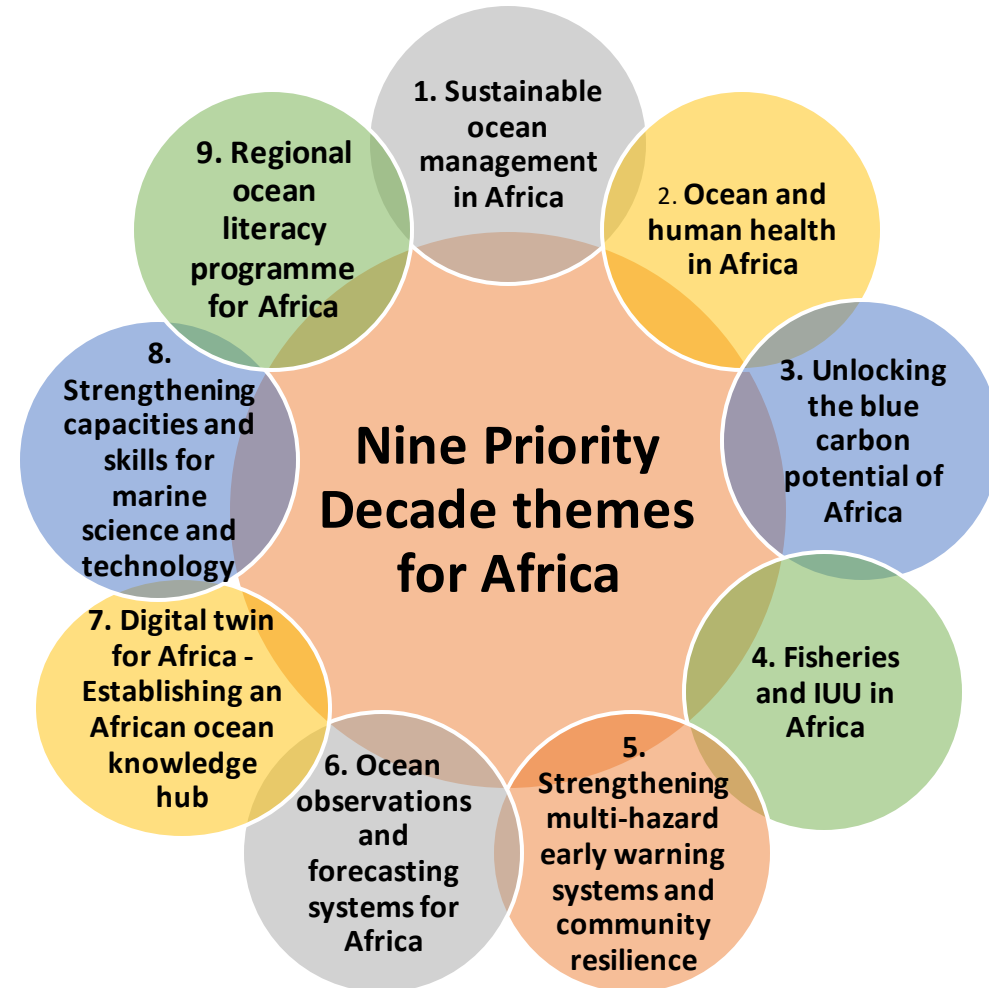 Nine Priority
Decade themes
for Africa
1. Sustainable
ocean
management
in Africa
2. Ocean and
human health
in Africa
3. Unlocking
the blue
carbon
potential of
Africa
4. Fisheries
and IUU in
Africa
5.
Strengthening
multi-hazard
early warning
systems and
community
resilience
6. Ocean
observations
and
forecasting
systems for
Africa
7. Digital twin
for Africa -
Establishing an
African ocean
knowledge
hub
8.
Strengthening
capacities and
skills for
marine
science and
technology
9. Regional
ocean
literacy
programme
for Africa